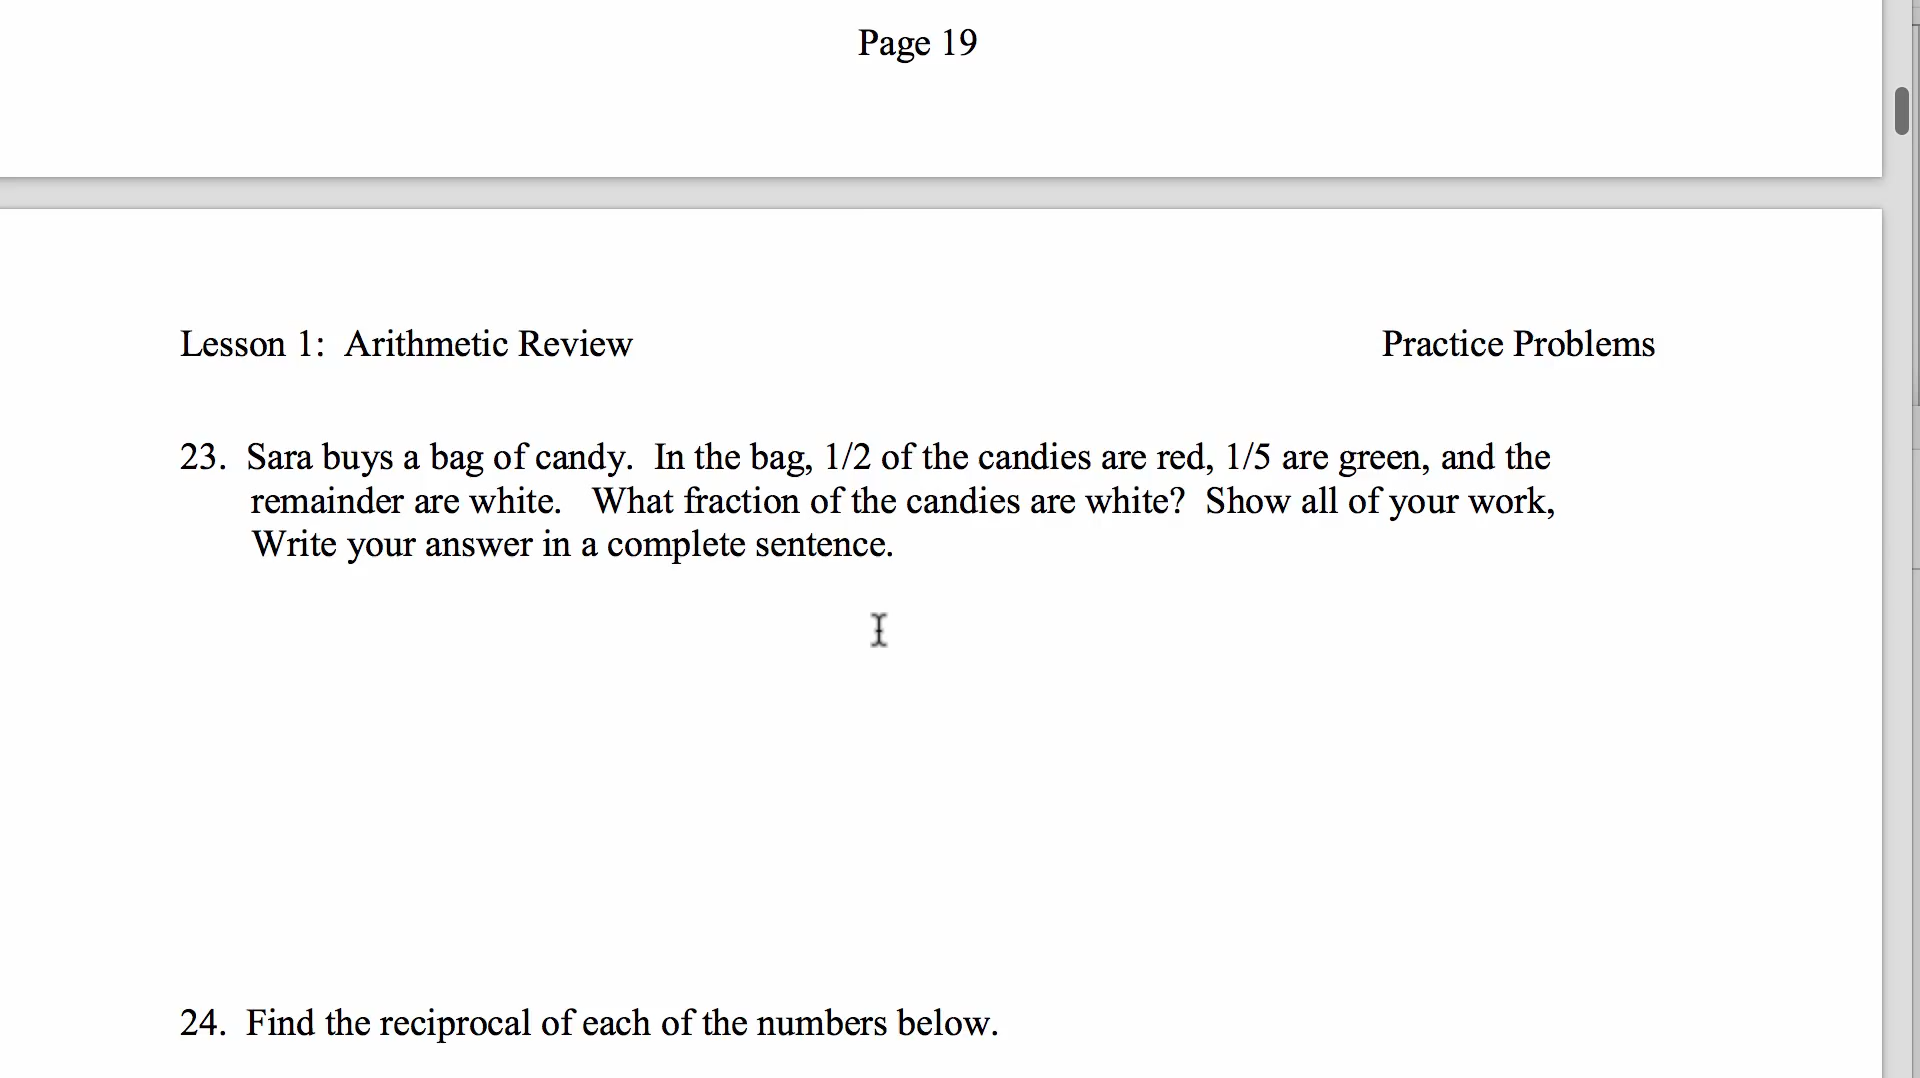 Page 19
Lesson 1: Arithmetic Review
Practice Problems
23. Sara buys a bag of candy. In the bag, 1/2 of the candies are red, 1/5 are green, and the
remainder are white. What fraction of the candies are white? Show all of your work,
Write your answer in a complete sentence.
24. Find the reciprocal of each of the numbers below.